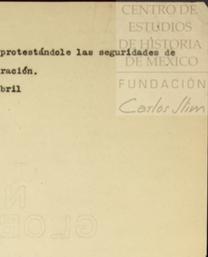 CENTRO DE
ESTUDIOS
DE HISTORIA
DE MÉXICO
FUNDACIÓN
Carlos Slim
protestándole las seguridades de
ración.
bril